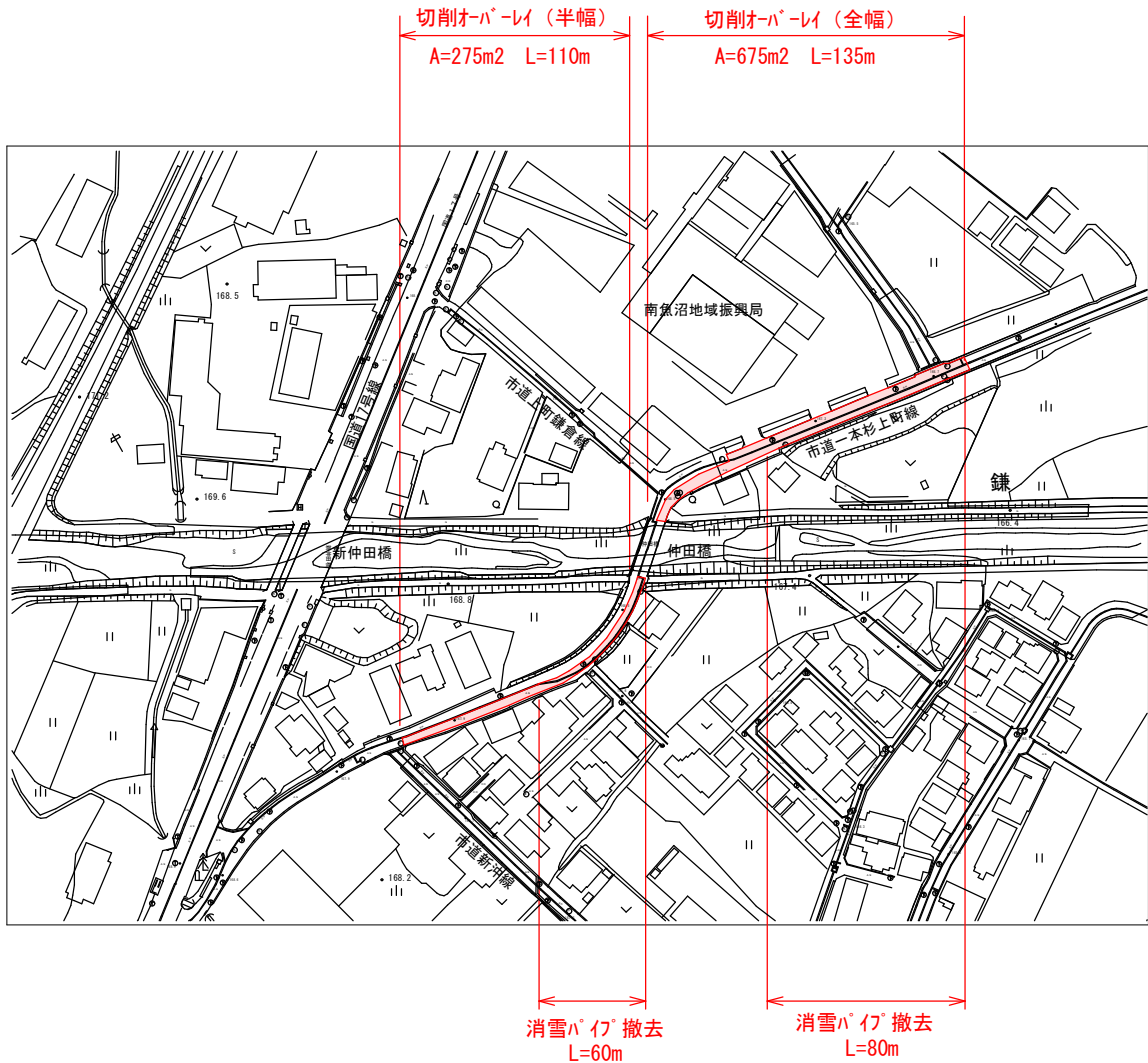 切削オーバーレイ（半幅）
A=275m2 L=110m
切削オーバーレイ（全幅）
A=675m2 L=135m
168.5
南魚沼地域振興局
国道17号線
市道上町鎌倉線
市道一本杉上町線
169.6
鎌
166.4
新仲田橋
仲田橋
168.8
167.4
市道新沖線
168.2
消雪パイプ撤去
L=60m
消雪パイプ撤去
L=80m